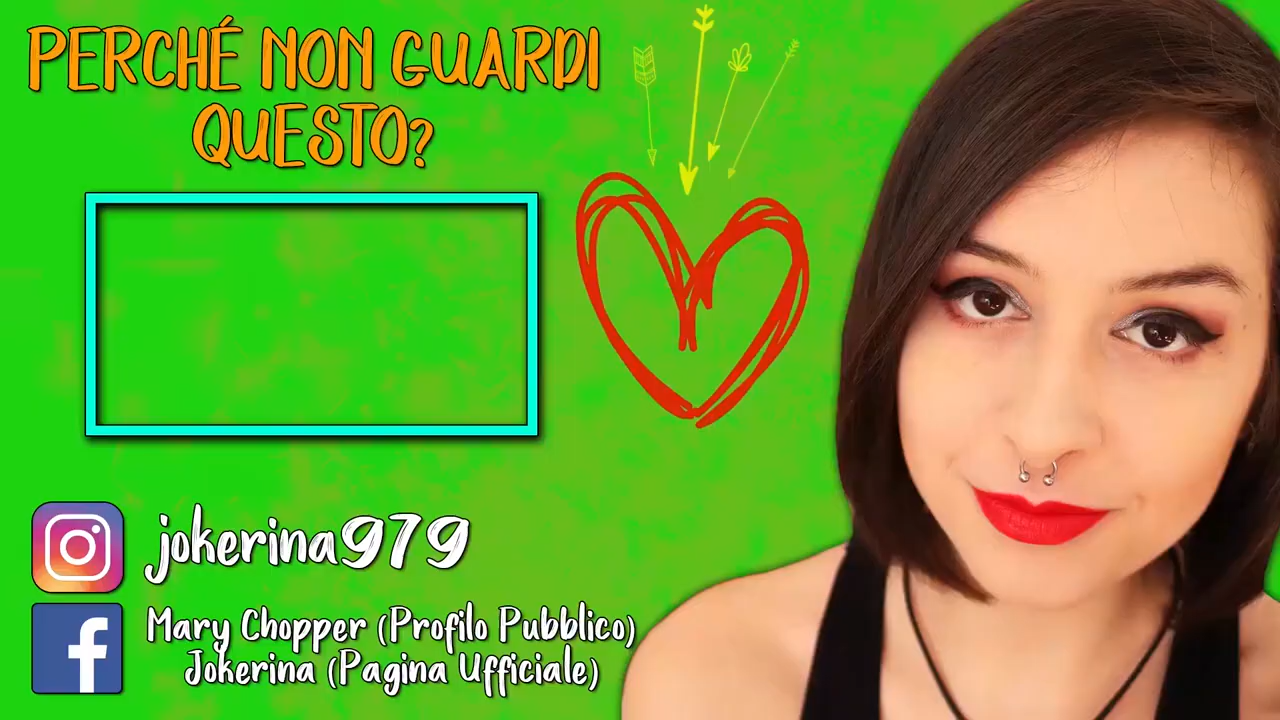 PERCHÉ NON GUARDI
QUESTO?
jokerina979
Mary Chopper (Profilo Pubblico)
Jokerina (Pagina Ufficiale)